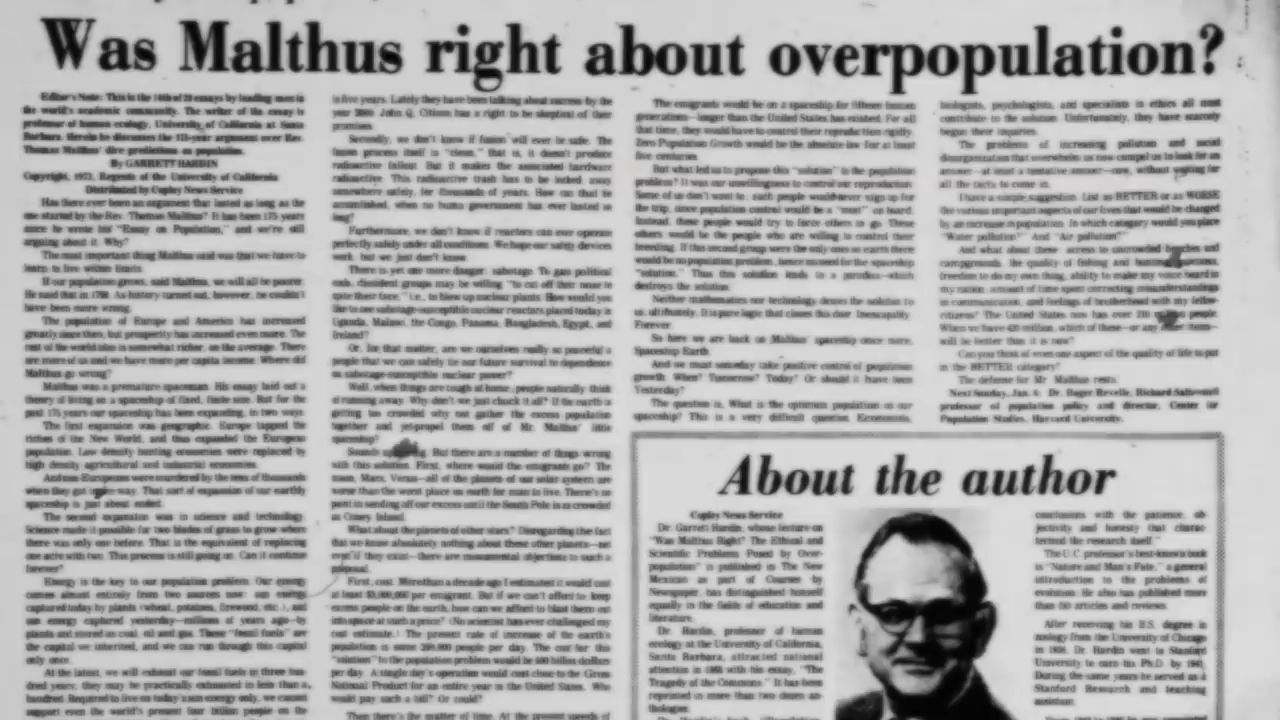 Was Malthus right about overpopulation?
Editor's Note: This is the 14th of 20 essays by leading men in
the world's academic community. The writer of the essay is
professor of human ecology, University of California at Santa
Barbara. Herein he discusses the 175-year argument over Rev.
Thomas Malthus' dire predictions on population.
By GARRETT HARDIN
Copyright, 1973, Regents of the University of California
Distributed by Copley News Service
Has there ever been an argument that lasted as long as the
one started by the Rev. Thomas Malthus? It has been 175 years
since he wrote his "Essay on Population," and we're still
arguing about it. Why?
The most important thing Malthus said was that we have to
learn to live within limits.
If our population grows, said Malthus, we will all be poorer.
He said that in 1798. As history turned out, however, he couldn't
have been more wrong.
The population of Europe and America has increased
greatly since then, but prosperity has increased even more. The
rest of the world also is somewhat richer, on the average. There
are more of us and we have more per capita income. Where did
Malthus go wrong?
Malthus was a premature spaceman. His essay laid out a
theory of living on a spaceship of fixed, finite size. But for the
past 175 years our spaceship has been expanding, in two ways.
The first expansion was geographic. Europe tapped the
riches of the New World, and thus expanded the European
population. Low density hunting economies were replaced by
high density agricultural and industrial economies.
And non-Europeans were murdered by the tens of thousands
when they got in the way. That sort of expansion of our earthly
spaceship is just about ended.
The second expansion was in science and technology.
Science made it possible for two blades of grass to grow where
there was only one before. That is the equivalent of replacing
one acre with two. This process is still going on. Can it continue
forever?
Energy is the key to our population problem. Our energy
comes almost entirely from two sources now: sun energy
captured today by plants (wheat, potatoes, firewood, etc.), and
sun energy captured yesterday—millions of years ago—by
plants and stored as coal, oil and gas. These "fossil fuels" are
the capital we inherited, and we can run through this capital
only once.
At the latest, we will exhaust our fossil fuels in three hun-
dred years; they may be practically exhausted in less than a
hundred. Required to live on today's sun energy only, we cannot
support even the world's present four billion people on the
in five years. Lately they have been talking about success by the
year 2000. John Q. Citizen has a right to be skeptical of their
promises.
Secondly, we don't know if fusion will ever be safe. The
fusion process itself is "clean," that is, it doesn't produce
radioactive fallout. But it makes the associated hardware
radioactive. This radioactive trash has to be locked away
somewhere safely, for thousands of years. How can that be
accomplished, when no human government has ever lasted so
long?
Furthermore, we don't know if reactors can ever operate
perfectly safely under all conditions. We hope our safety devices
work, but we just don't know.
There is yet one more danger: sabotage. To gain political
ends, dissident groups may be willing "to cut off their nose to
spite their face," i.e., to blow up nuclear plants. How would you
like to see sabotage-susceptible nuclear reactors placed today in
Uganda, Malawi, the Congo, Panama, Bangladesh, Egypt, and
Ireland?
Or, for that matter, are we ourselves really so peaceful a
people that we can safely tie our future survival to dependence
on sabotage-susceptible nuclear power?
Well, when things are tough at home, people naturally think
of running away. Why don't we just chuck it all? If the earth is
getting too crowded why not gather the excess population
together and jet-propel them off of Mr. Malthus' little
spaceship?
Sounds But there are a number of things wrong
with this solution. First, where would the emigrants go? The
moon, Mars, Venus—all of the planets of our solar system are
worse than the worst place on earth for man to live. There's no
point in sending off our excess until the South Pole is as crowded
as Coney Island.
What about the planets of other stars? Disregarding the fact
that we know absolutely nothing about these other planets—not
even if they exist—there are monumental objections to such a
proposal.
First, cost. More than a decade ago I estimated it would cost
at least $3,000,000 per emigrant. But if we can't afford to keep
excess people on the earth, how can we afford to blast them out
into space at such a price? (No scientist has ever challenged my
cost estimate.) The present rate of increase of the earth's
population is some 200,000 people per day. The cost for this
"solution" to the population problem would be 600 billion dollars
per day. A single day's operation would cost close to the Gross
National Product for an entire year in the United States. Who
would pay such a bill? Or could?
Then there's the matter of time. At the present speeds of
The emigrants would be on a spaceship for fifteen human
generations—longer than the United States has existed. For all
that time, they would have to control their reproduction rigidly.
Zero Population Growth would be the absolute law for at least
five centuries.
But what led us to propose this "solution" to the population
problem? It was our unwillingness to control our reproduction.
Some of us don't want to. Such people would never sign up for
the trip, since population control would be a "must" on board.
Instead, these people would try to force others to go. These
others would be the people who are willing to control their
breeding. If this second group were the only ones on earth there
would be no population problem, hence no need for the spaceship
"solution." Thus this solution leads to a paradox—which
destroys the solution.
Neither mathematics nor technology denies the solution to
us, ultimately. It is pure logic that closes this door. Inescapably.
Forever.
So here we are back on Malthus' spaceship once more.
Spaceship Earth.
And we must someday take positive control of population
growth. When? Tomorrow? Today? Or should it have been
Yesterday?
The question is, What is the optimum population on our
spaceship? This is a very difficult question. Economists,
biologists, psychologists, and specialists in ethics all must
contribute to the solution. Unfortunately, they have scarcely
begun their inquiries.
The problems of increasing pollution and social
disorganization that overwhelm us now compel us to look for an
answer—at least a tentative answer—now, without waiting for
all the facts to come in.
I have a simple suggestion. List as BETTER or as WORSE
the various important aspects of our lives that would be changed
by an increase in population. In which category would you place
"Water pollution?" And "Air pollution?"
And what about these: access to uncrowded beaches and
campgrounds, the quality of fishing and hunting
freedom to do my own thing, ability to make my voice heard in
my nation, amount of time spent correcting misunderstandings
in communication, and feelings of brotherhood with my fellow-
citizens? The United States now has over 210 million people.
When we have 420 million, which of these—or any other items—
will be better than it is now?
Can you think of even one aspect of the quality of life to put
in the BETTER category?
The defense for Mr. Malthus rests.
Next Sunday, Jan. 6: Dr. Roger Revelle, Richard Saltonstall
professor of population policy and director, Center for
Population Studies, Harvard University.
About the author
Copley News Service
Dr. Garrett Hardin, whose lecture on
"Was Malthus Right? The Ethical and
Scientific Problems Posed by Over-
population" is published in The New
Mexican as part of Courses by
Newspaper, has distinguished himself
equally in the fields of education and
literature.
Dr. Hardin, professor of human
ecology at the University of California,
Santa Barbara, attracted national
attention in 1968 with his essay, "The
Tragedy of the Commons." It has been
reprinted in more than two dozen an-
thologies.
conclusions with the patience, ob-
jectivity and honesty that charac-
terized the research itself."
The U.C. professor's best-known book
is "Nature and Man's Fate," a general
introduction to the problems of
evolution. He also has published more
than articles and reviews.
After receiving his B.S. degree in
zoology from the University of Chicago
in 1936, Dr. Hardin went to Stanford
University to earn his Ph.D. by 1941.
During the same years he served as a
Stanford Research and teaching
assistant.